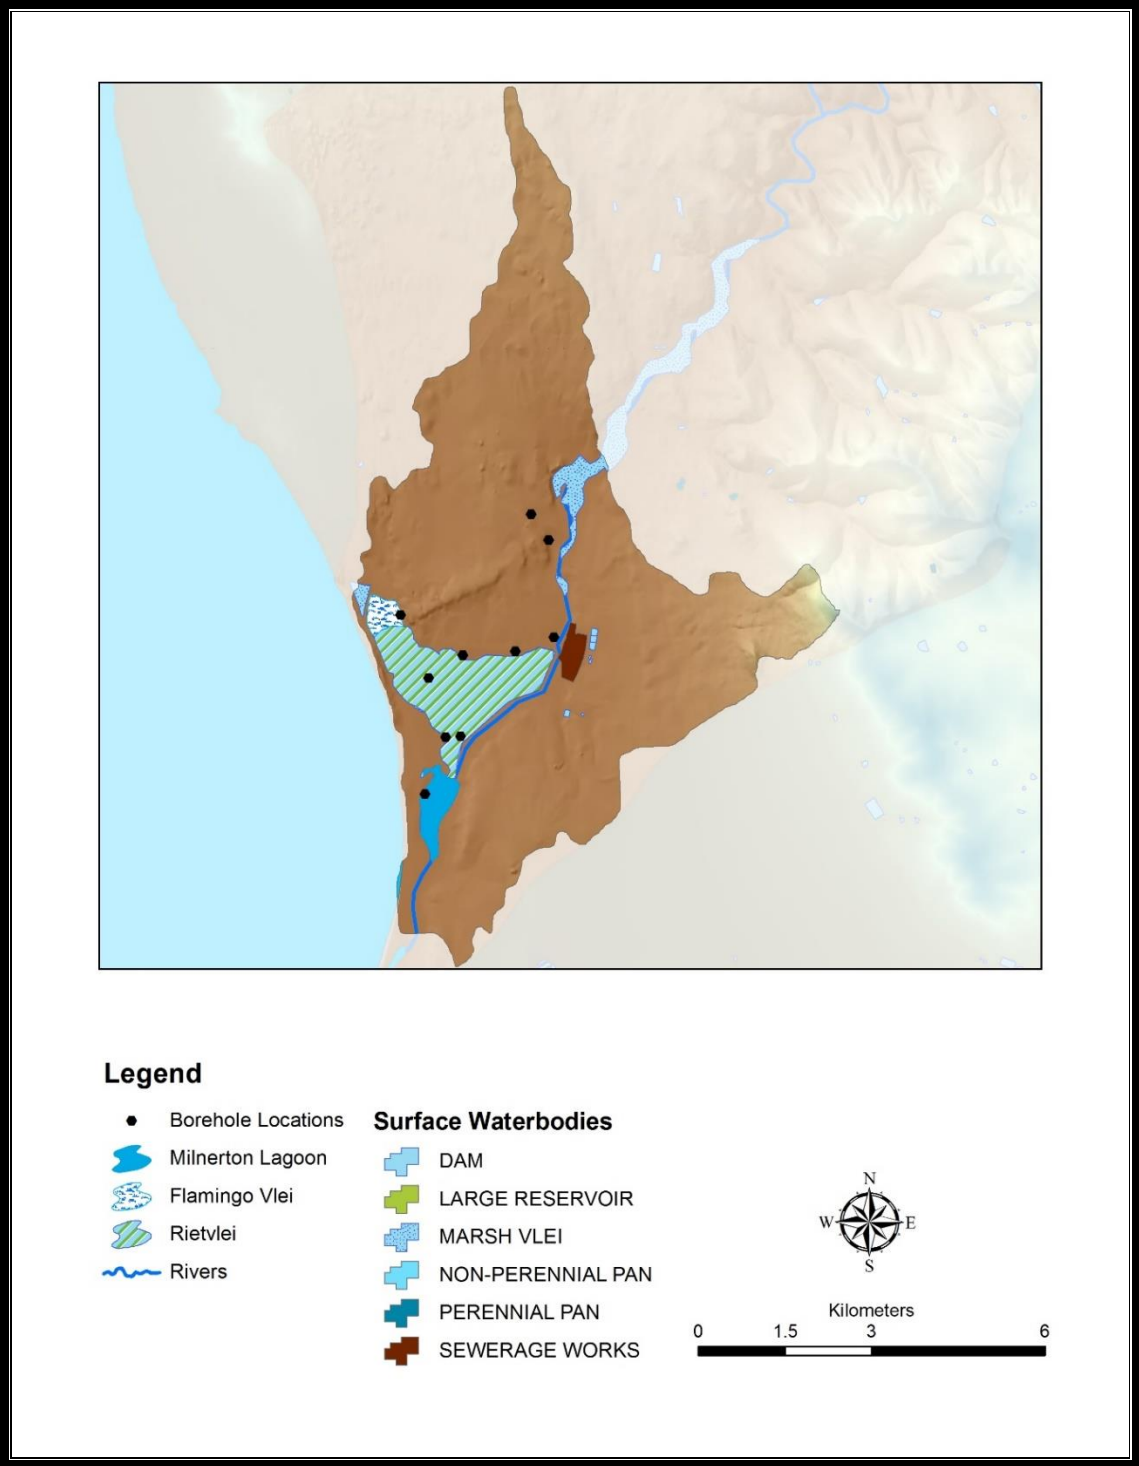 Legend
Borehole Locations
Milnerton Lagoon
Flamingo Vlei
Rietvlei
Rivers
Surface Waterbodies
DAM
LARGE RESERVOIR
MARSH VLEI
NON-PERENNIAL PAN
PERENNIAL PAN
SEWERAGE WORKS
N
W E
S
Kilometers
0 1.5 3 6